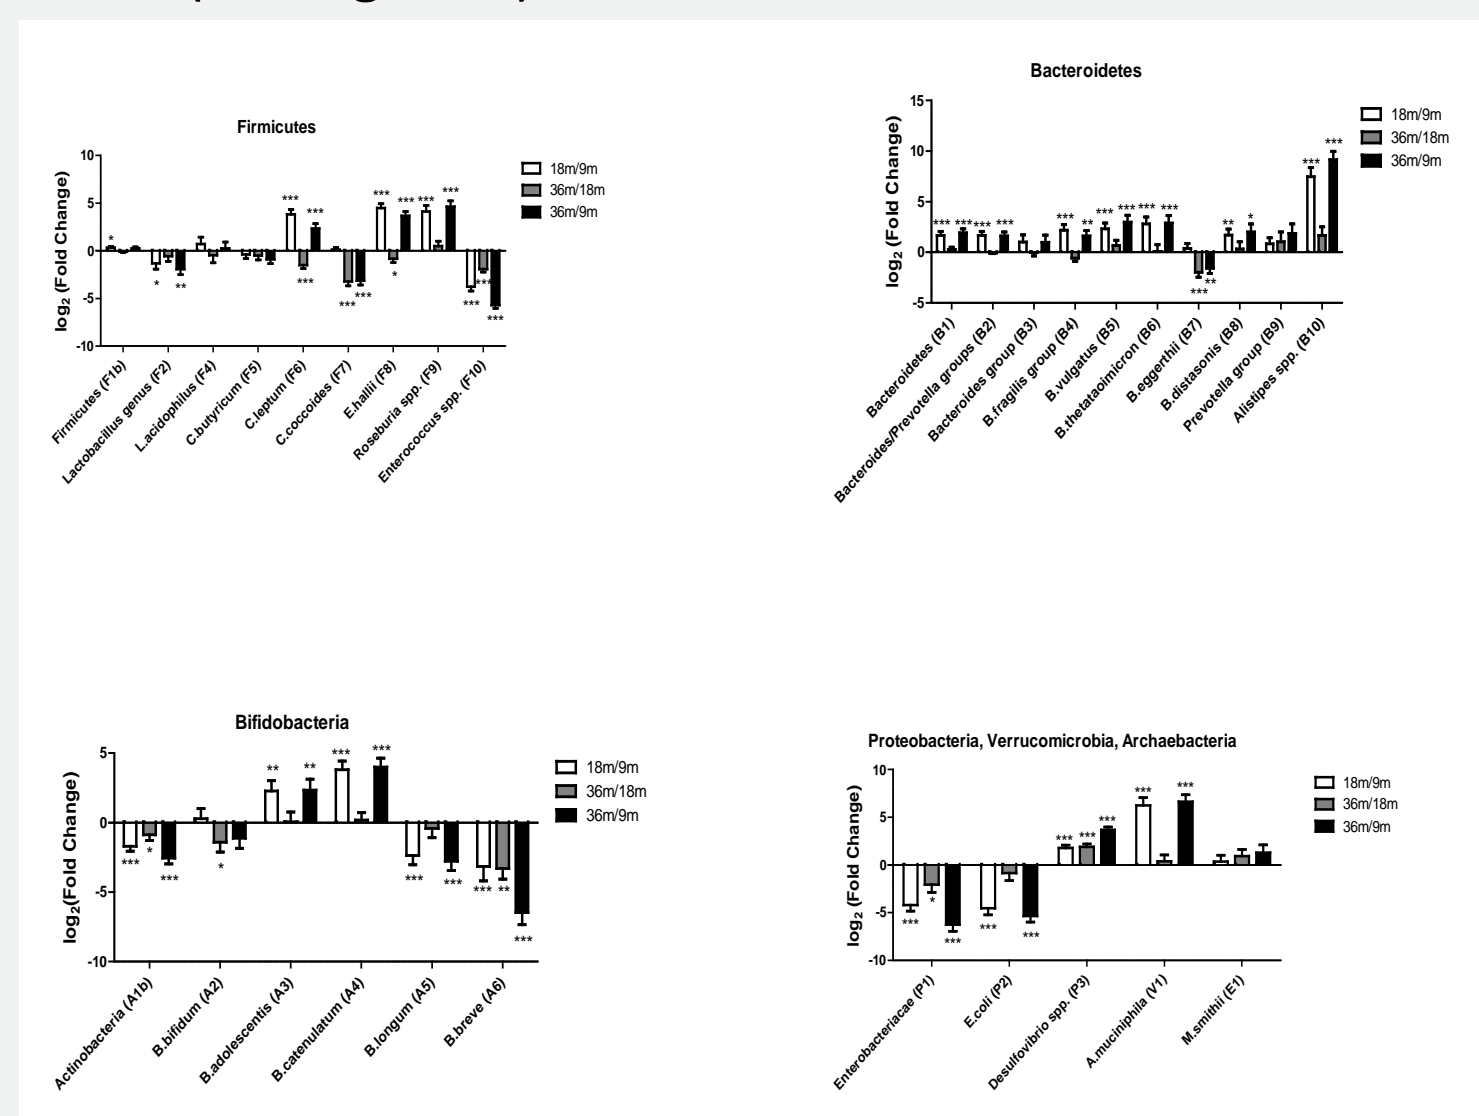 Firmicutes
log2 (Fold Change)
10
5
0
-5
-10
*
*
**
***
***
***
***
***
***
*
***
***
***
***
***
***
18m/9m
36m/18m
36m/9m
Firmicutes (F1b)
Lactobacillus genus (F2)
L.acidophilus (F4)
C.butyricum (F5)
C.leptum (F6)
C.coccoides (F7)
E.hallii (F8)
Roseburia spp. (F9)
Enterococcus spp. (F10)
Bacteroidetes
log2 (Fold Change)
15
10
5
0
-5
***
***
***
***
***
**
***
***
***
***
***
**
**
*
***
***
18m/9m
36m/18m
36m/9m
Bacteroidetes (B1)
Bacteroides/Prevotella groups (B2)
Bacteroides group (B3)
B.fragilis group (B4)
B.vulgatus (B5)
B.thetataoimicron (B6)
B.eggerthii (B7)
B.distasonis (B8)
Prevotella group (B9)
Alistipes spp. (B10)
Bifidobacteria
log2(Fold Change)
5
0
-5
-10
***
*
***
*
**
**
***
***
***
***
***
**
***
18m/9m
36m/18m
36m/9m
Actinobacteria (A1b)
B.bifidum (A2)
B.adolescentis (A3)
B.catenulatum (A4)
B.longum (A5)
B.breve (A6)
Proteobacteria, Verrucomicrobia, Archaebacteria
log2 (Fold Change)
10
5
0
-5
-10
***
*
***
***
***
***
***
***
***
***
18m/9m
36m/18m
36m/9m
Enterobacteriacae (P1)
E.coli (P2)
Desulfovibrio spp. (P3)
A.muciniphila (V1)
M.smithii (E1)